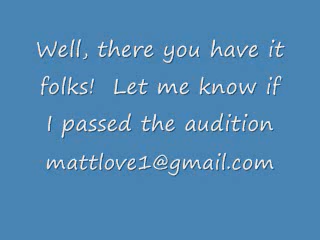 Well, there you have it
folks!  Let me know if
I passed the audition
mattlove1@gmail.com